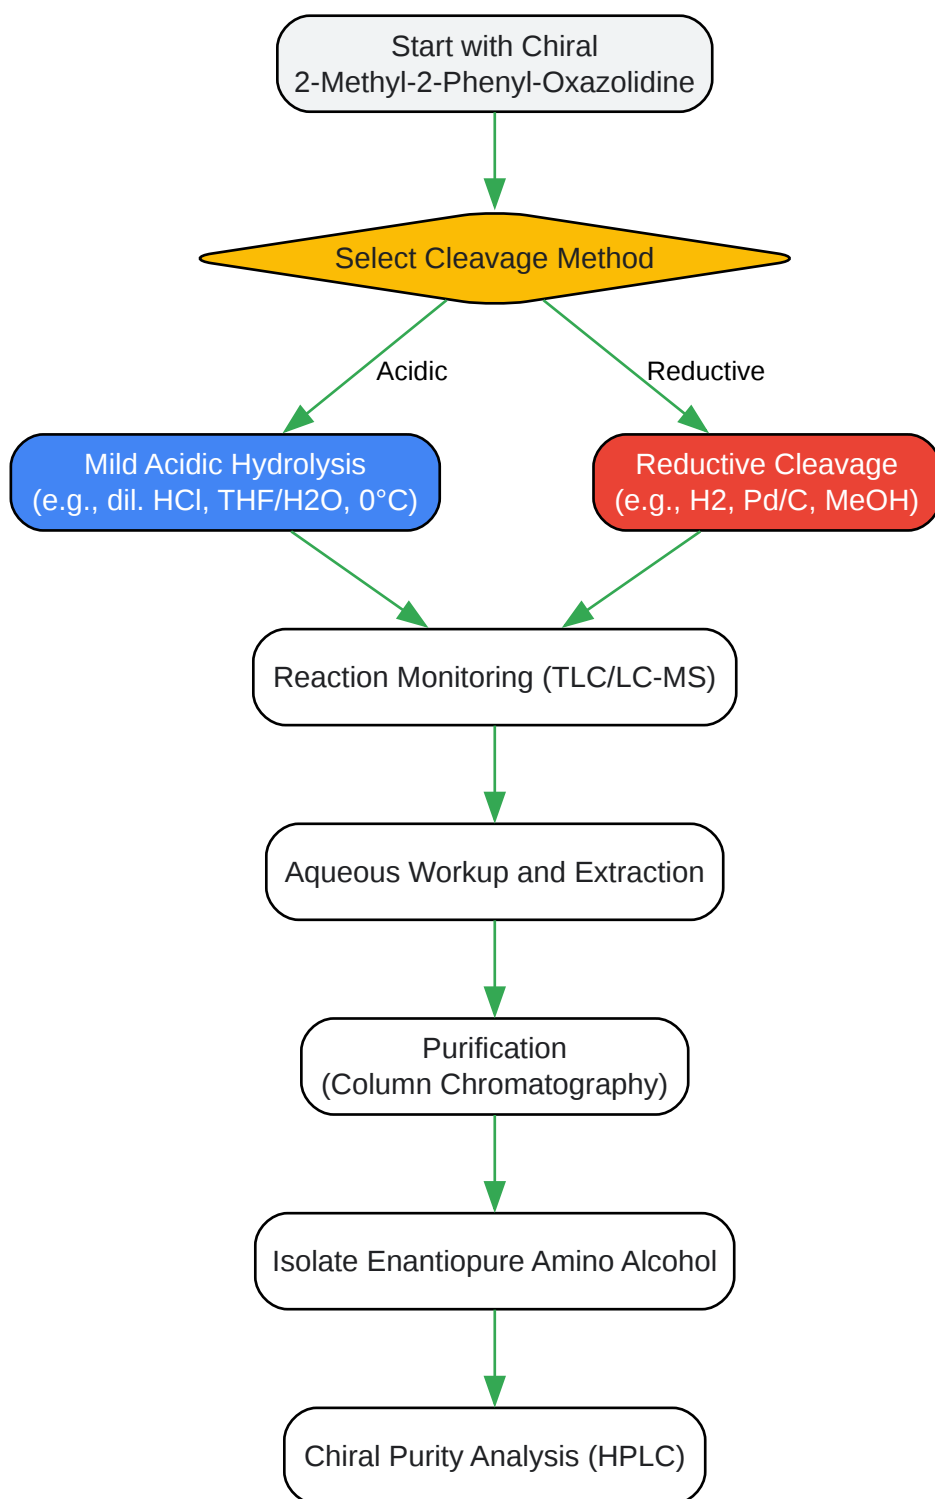 Start with Chiral
2-Methyl-2-Phenyl-Oxazolidine
Select Cleavage Method
Acidic
Reductive
Mild Acidic Hydrolysis
(e.g., dil. HCl, THF/H2O, 0°C)
Reductive Cleavage
(e.g., H2, Pd/C, MeOH)
Reaction Monitoring (TLC/LC-MS)
Aqueous Workup and Extraction
Purification
(Column Chromatography)
Isolate Enantiopure Amino Alcohol
Chiral Purity Analysis (HPLC)